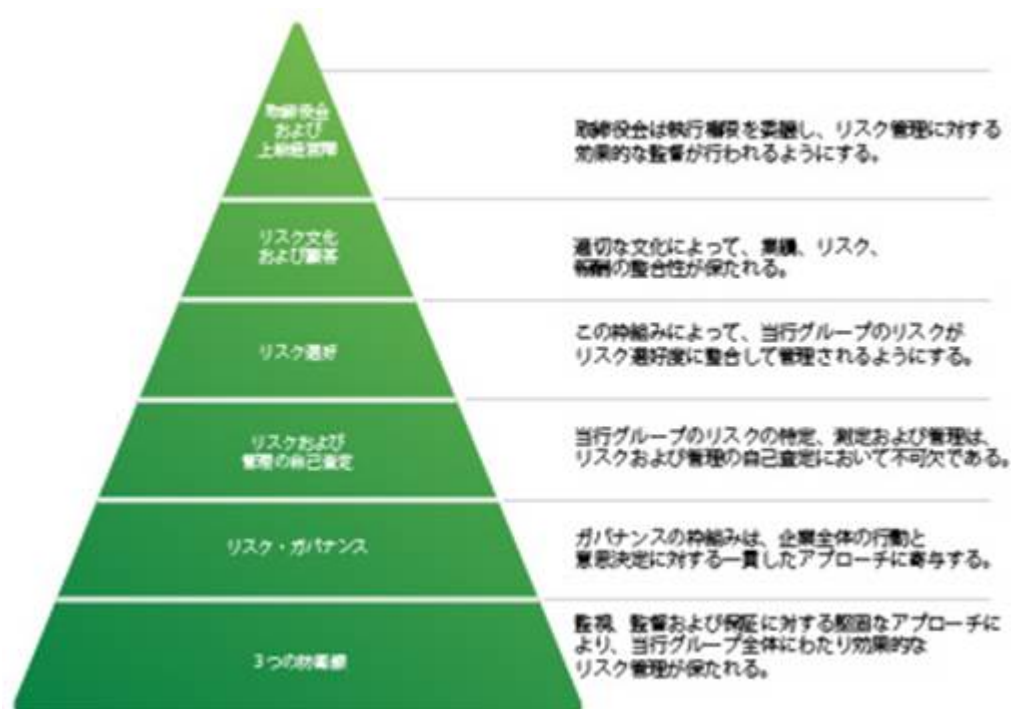 取締役会
および
上級経営陣
取締役会は執行権限を委譲し、リスク管理に対する
効果的な監督が行われるようにする。
リスク文化
および顧客
適切な文化によって、業績、リスク、
報酬の整合性が保たれる。
リスク選好
この枠組みによって、当行グループのリスクが
リスク選好度に整合して管理されるようにする。
リスクおよび
管理の自己査定
当行グループのリスクの特定、測定および管理は、
リスクおよび管理の自己査定において不可欠である。
リスク・ガバナンス
ガバナンスの枠組みは、企業全体の行動と
意思決定に対する一貫したアプローチに寄与する。
3つの防衛線
監視、監督および保証に対する堅固なアプローチに
より、当行グループ全体にわたり効果的な
リスク管理が保たれる。